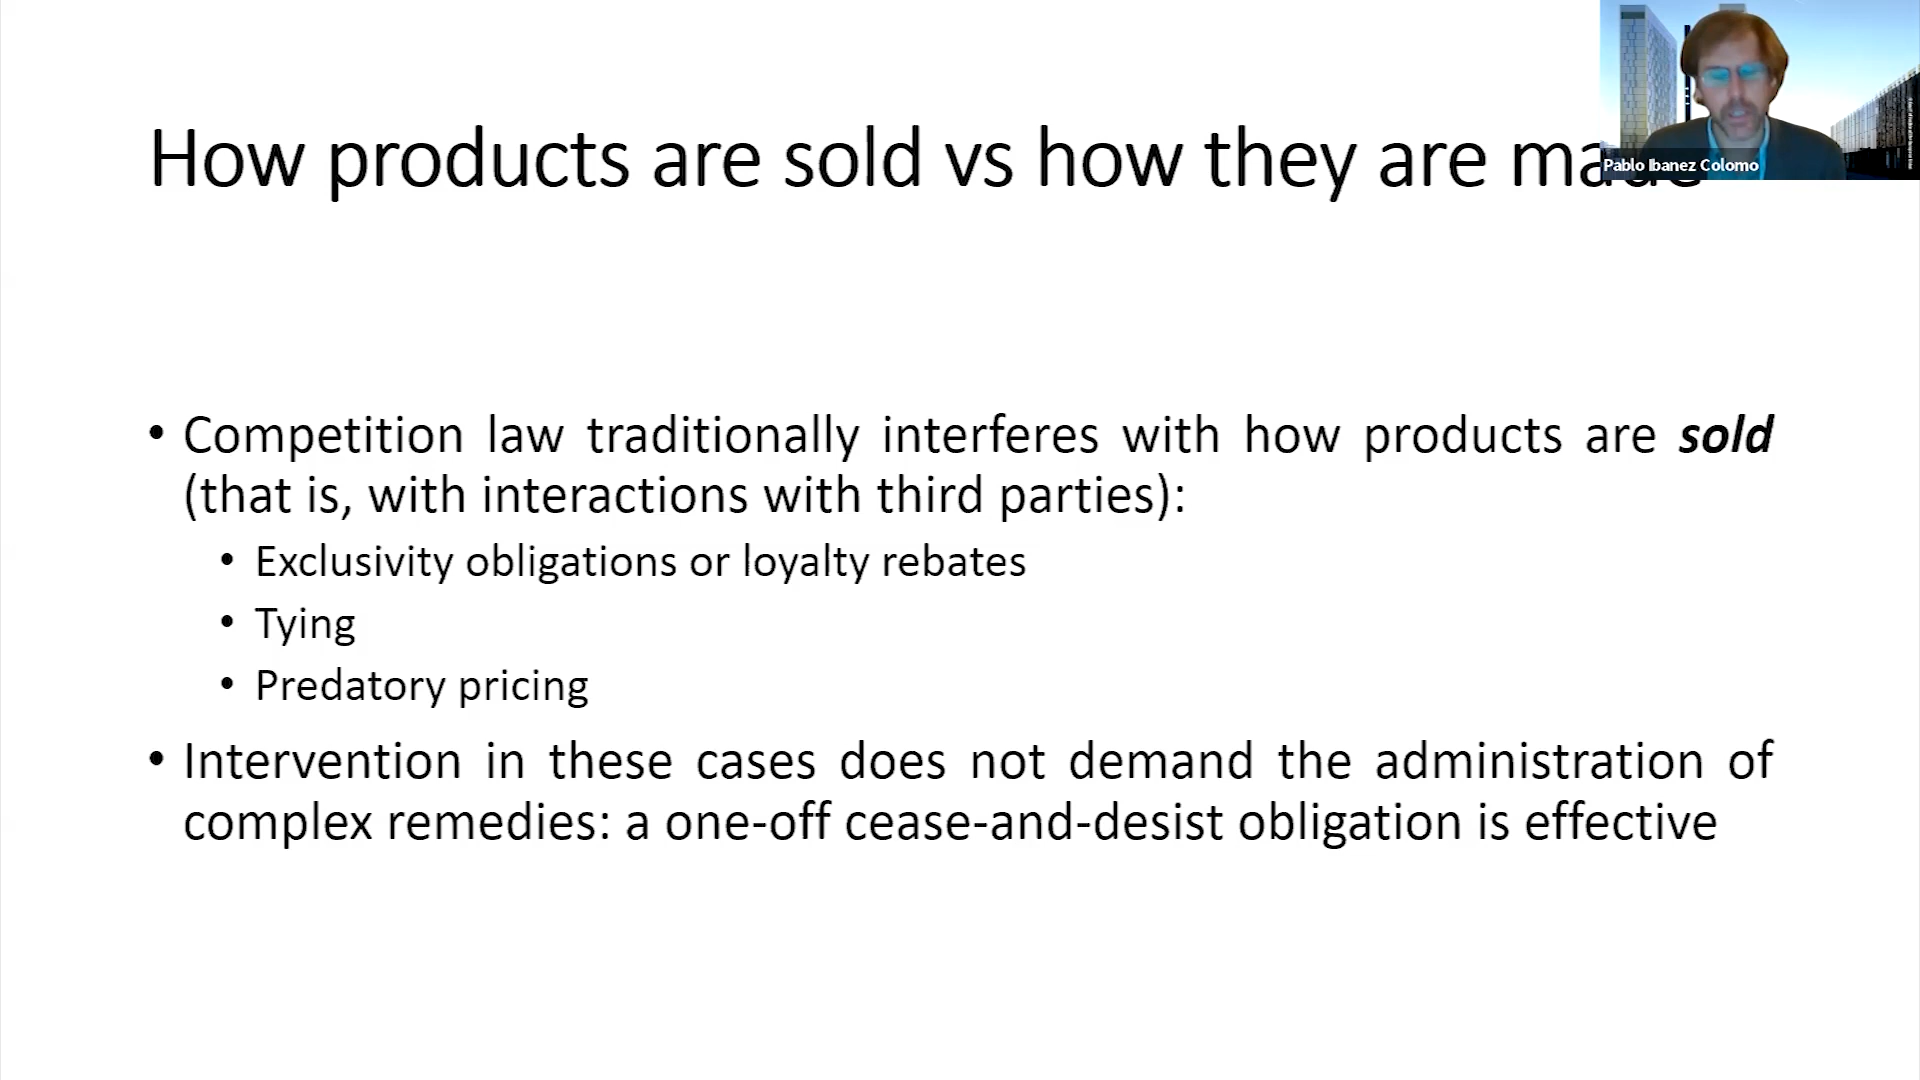 How products are sold vs how they are made
Pablo Ibanez Colomo
• Competition law traditionally interferes with how products are sold
(that is, with interactions with third parties):
• Exclusivity obligations or loyalty rebates
• Tying
• Predatory pricing
• Intervention in these cases does not demand the administration of
complex remedies: a one-off cease-and-desist obligation is effective